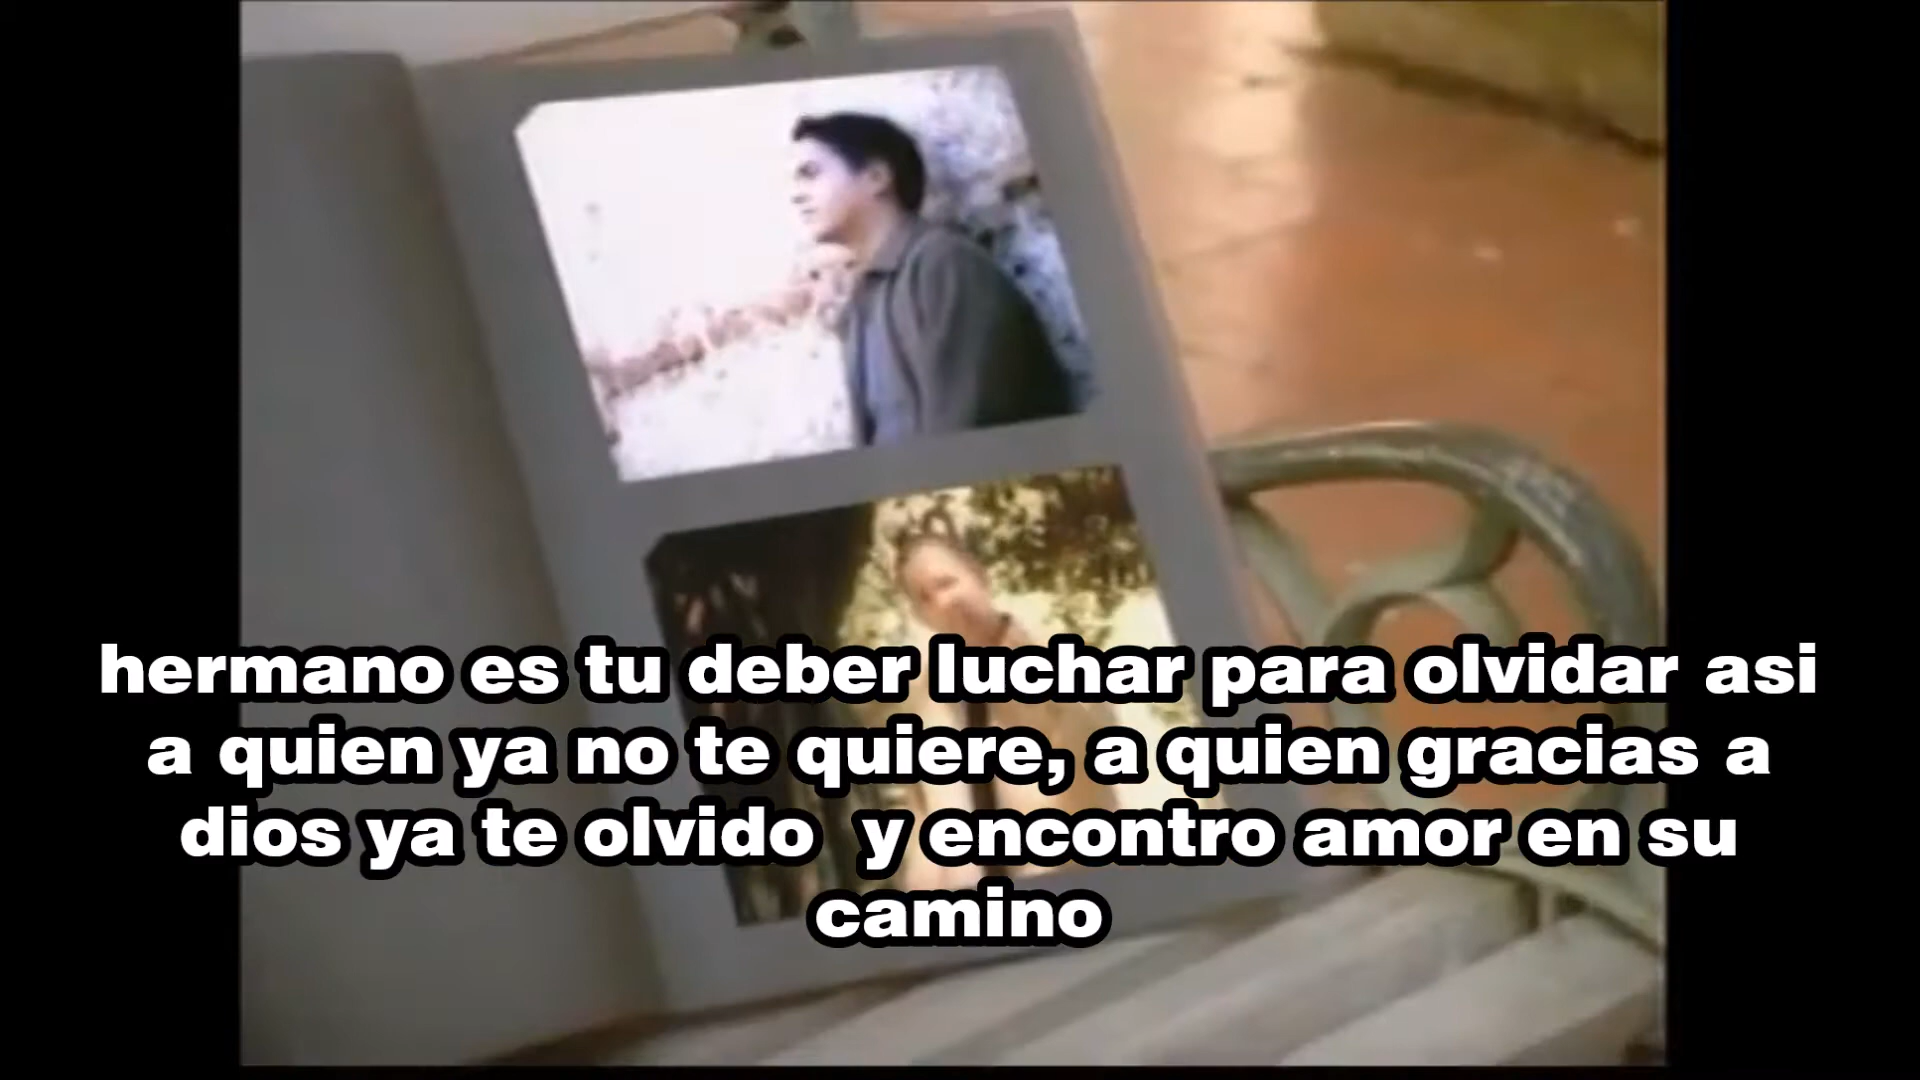 hermano es tu deber luchar para olvidar asi
a quien ya no te quiere, a quien gracias a
dios ya te olvido  y encontro amor en su
camino